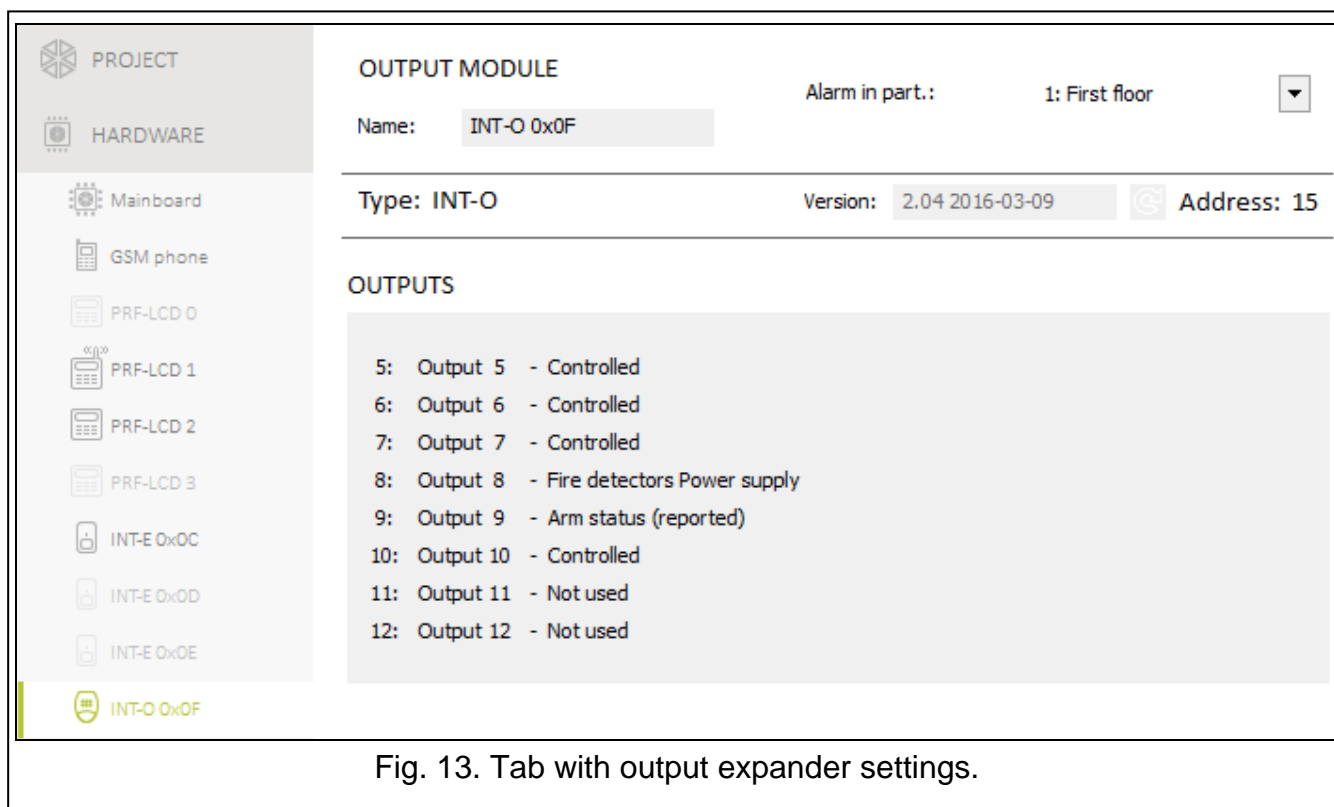 PROJECT
HARDWARE
Mainboard
GSM phone
PRF-LCD 0
PRF-LCD 1
PRF-LCD 2
PRF-LCD 3
INT-E 0x0C
INT-E 0x0D
INT-E 0x0E
INT-O 0x0F
OUTPUT MODULE
Name: INT-O 0x0F
Alarm in part.: 1: First floor
Type: INT-O Version: 2.04 2016-03-09 Address: 15
OUTPUTS
5: Output 5 - Controlled
6: Output 6 - Controlled
7: Output 7 - Controlled
8: Output 8 - Fire detectors Power supply
9: Output 9 - Arm status (reported)
10: Output 10 - Controlled
11: Output 11 - Not used
12: Output 12 - Not used
Fig. 13. Tab with output expander settings.